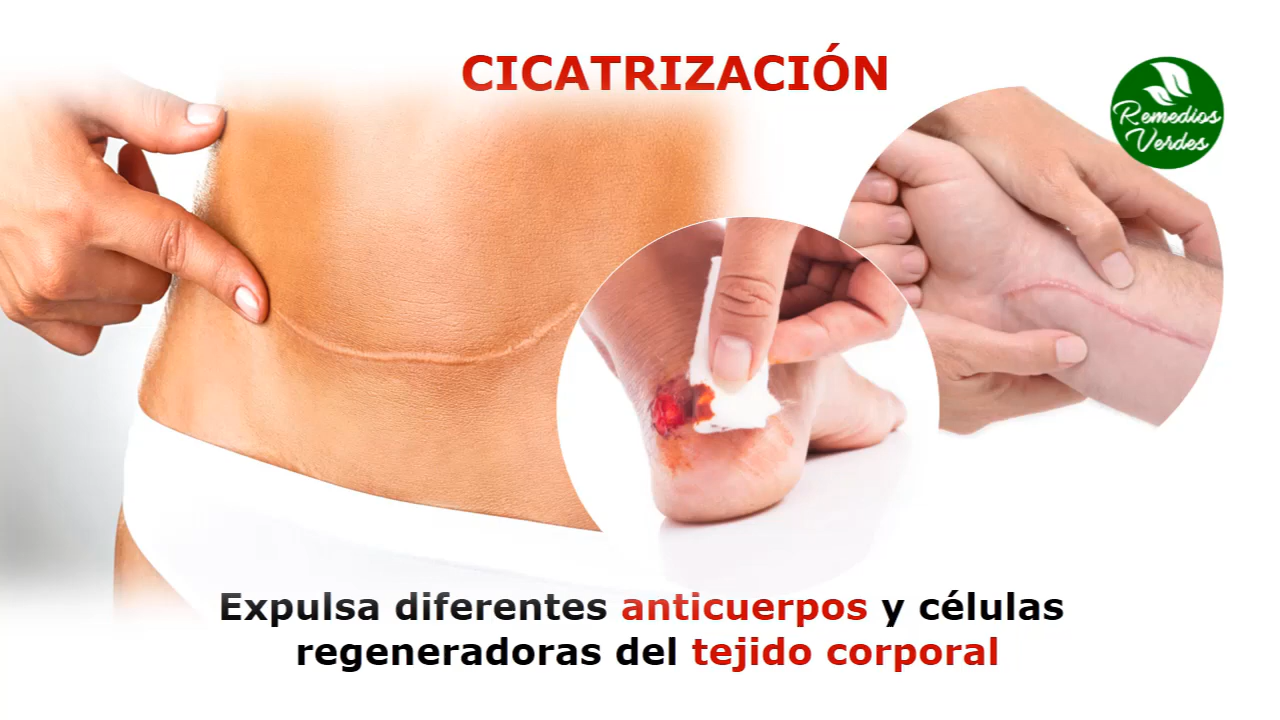 CICATRIZACIÓN
Remedios
Verdes
Expulsa diferentes anticuerpos y células
regeneradoras del tejido corporal